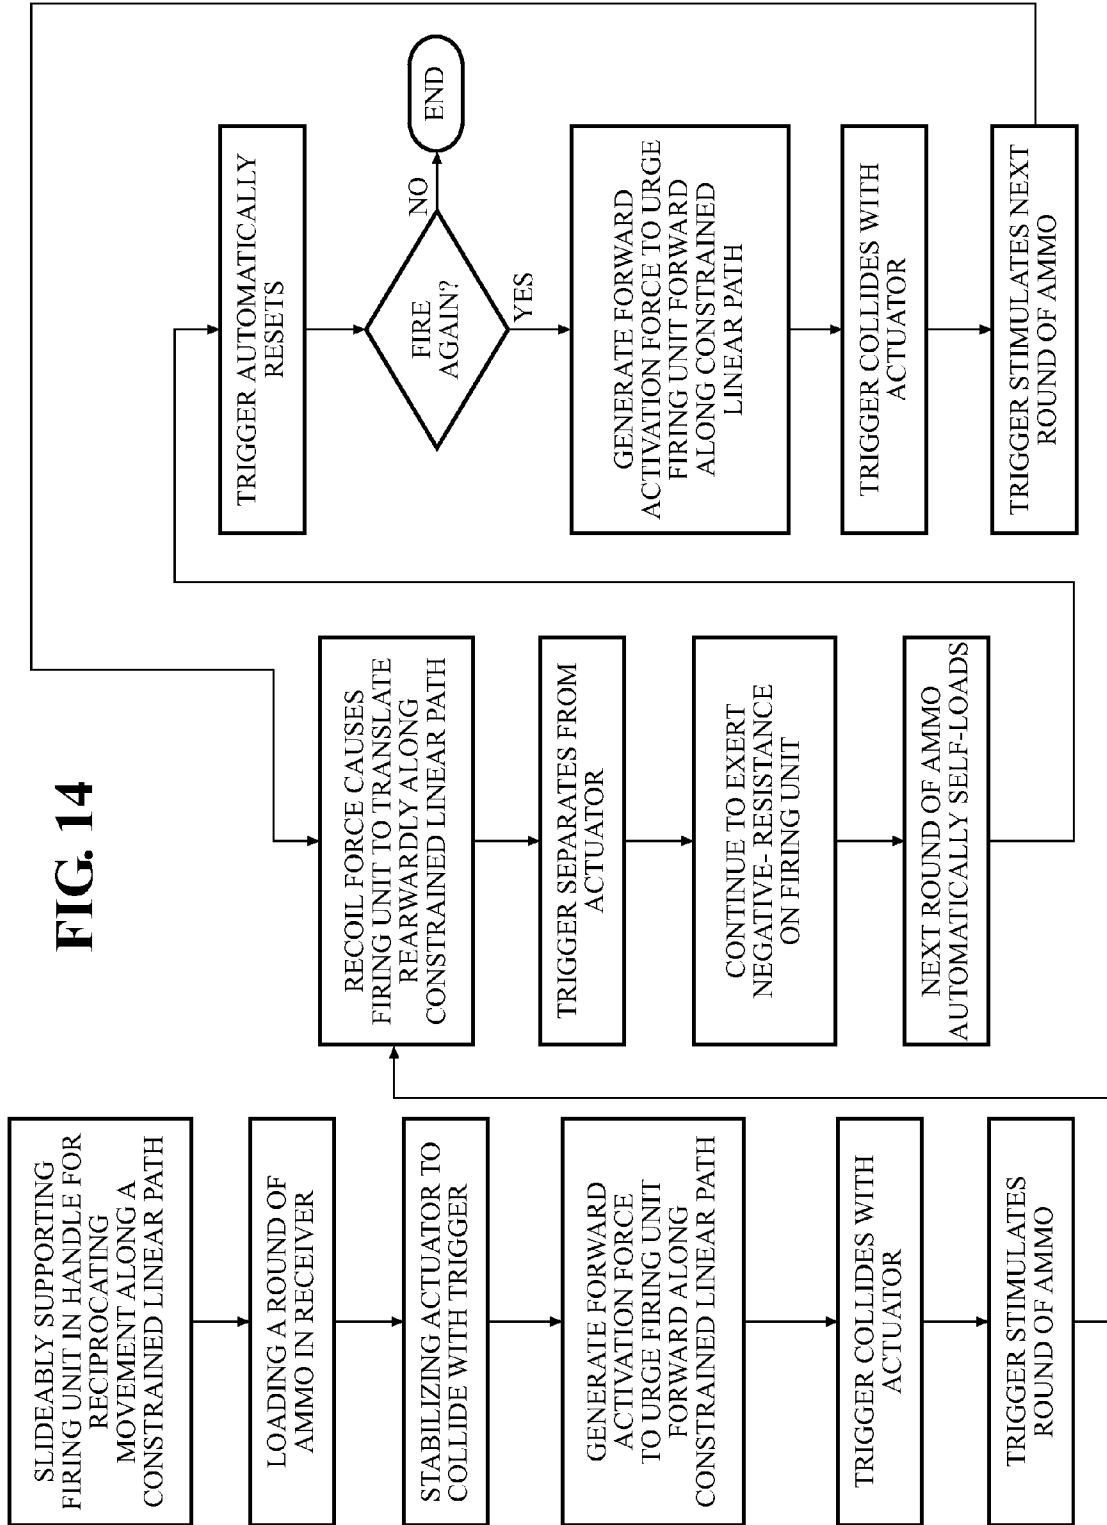 FIG. 14
SLIDEABLY SUPPORTING
FIRING UNIT IN HANDLE FOR
RECIPROCATING
MOVEMENT ALONG A
CONSTRAINED LINEAR PATH
LOADING A ROUND OF
AMMO IN RECEIVER
STABILIZING ACTUATOR TO
COLLIDE WITH TRIGGER
GENERATE FORWARD
ACTIVATION FORCE
TO URGE FIRING UNIT
FORWARD ALONG
CONSTRAINED LINEAR PATH
TRIGGER COLLIDES WITH
ACTUATOR
TRIGGER STIMULATES
ROUND OF AMMO
RECOIL FORCE CAUSES
FIRING UNIT TO TRANSLATE
REARWARDLY ALONG
CONSTRAINED LINEAR PATH
TRIGGER SEPARATES FROM
ACTUATOR
CONTINUE TO EXERT
NEGATIVE- RESISTANCE
ON FIRING UNIT
NEXT ROUND OF AMMO
AUTOMATICALLY SELF-LOADS
TRIGGER AUTOMATICALLY
RESETS
FIRE
AGAIN?
NO
END
YES
GENERATE FORWARD
ACTIVATION FORCE TO URGE
FIRING UNIT FORWARD
ALONG CONSTRAINED
LINEAR PATH
TRIGGER COLLIDES WITH
ACTUATOR
TRIGGER STIMULATES NEXT
ROUND OF AMMO